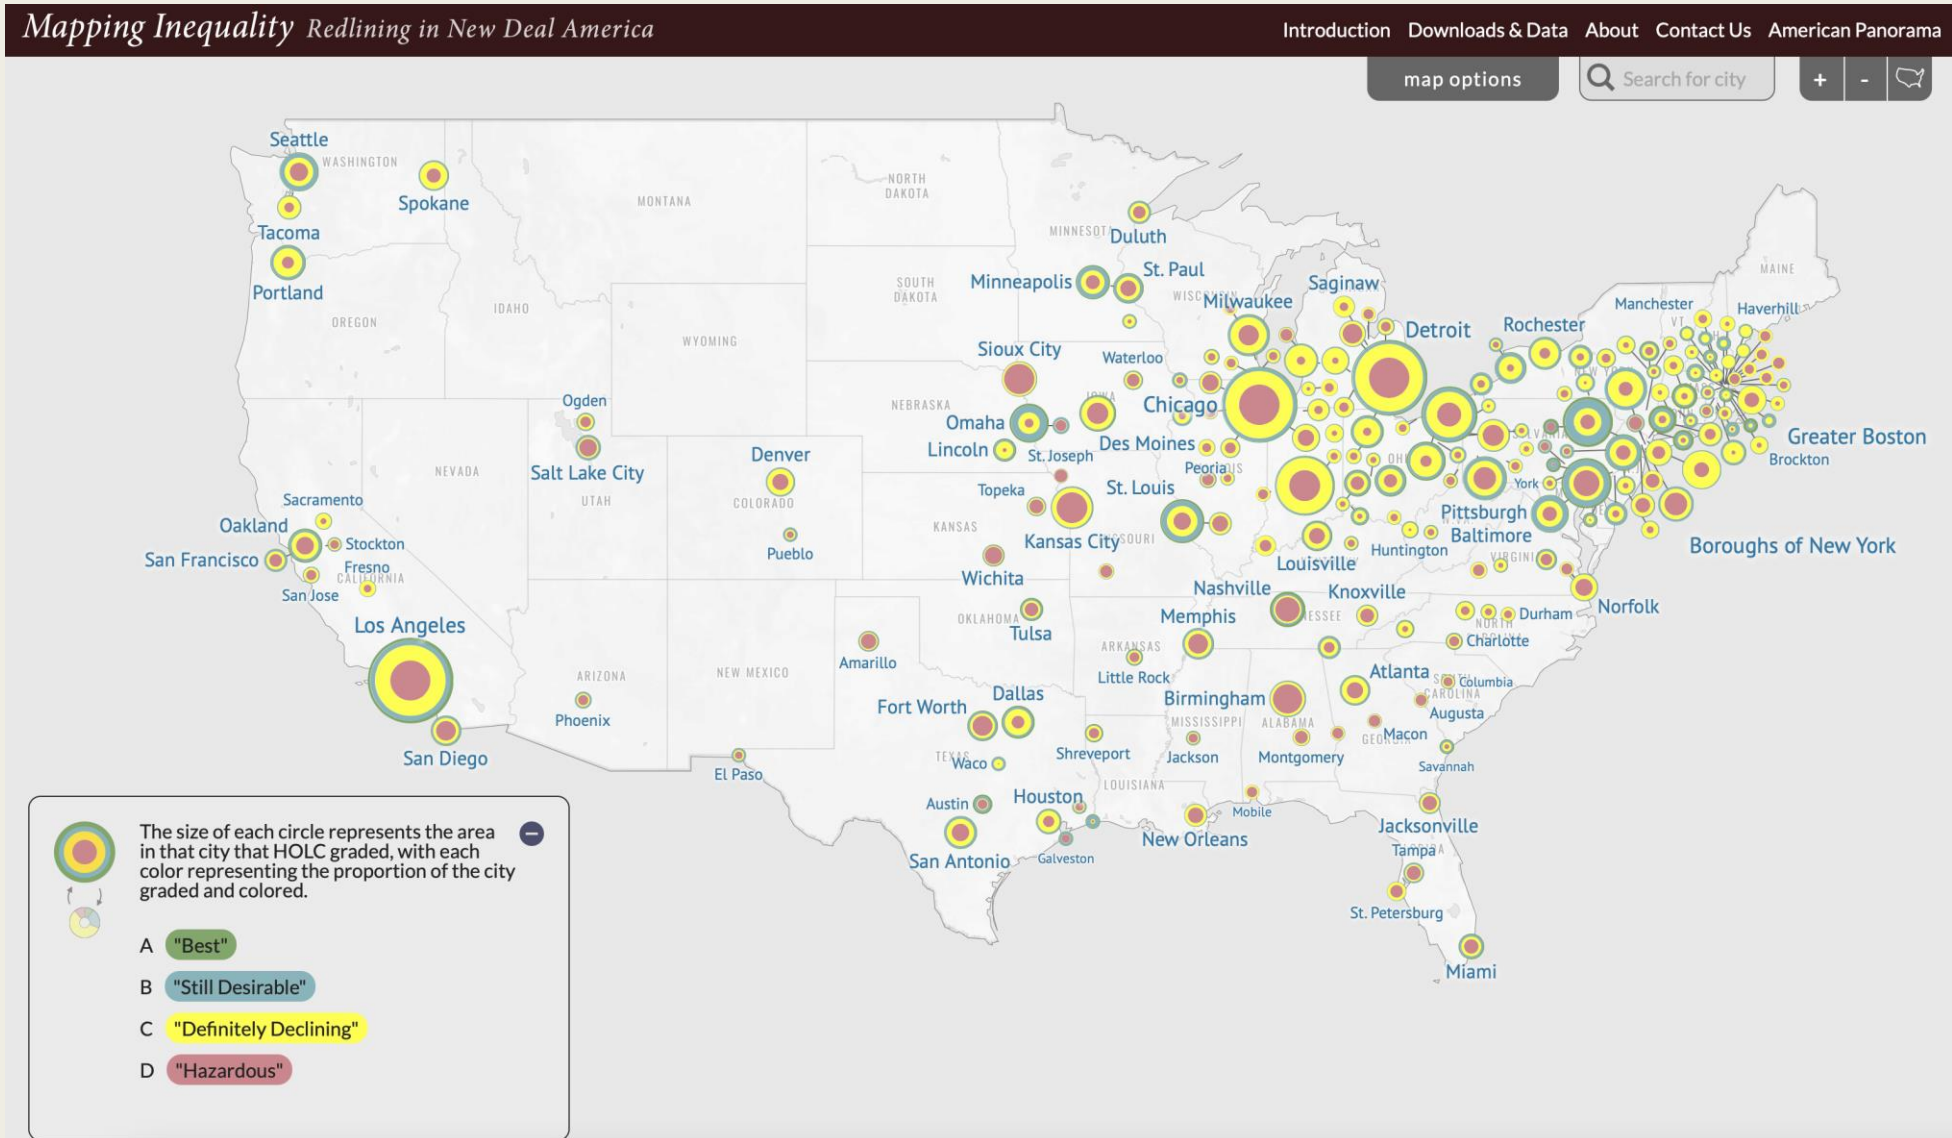 Mapping Inequality Redlining in New Deal America
Introduction Downloads & Data About Contact Us American Panorama
map options
Search for city
+
-
Seattle
WASHINGTON
Spokane
Tacoma
Portland
OREGON
IDAHO
MONTANA
NORTH
DAKOTA
SOUTH
DAKOTA
WYOMING
NEBRASKA
NEVADA
UTAH
COLORADO
KANSAS
CALIFORNIA
ARIZONA
NEW MEXICO
OKLAHOMA
ARKANSAS
MISSISSIPPI
ALABAMA
LOUISIANA
MAINE
Duluth
Minneapolis
St. Paul
Milwaukee
Saginaw
Detroit
Rochester
Manchester
Haverhill
Sioux City
Waterloo
Chicago
Omaha
Lincoln
Des Moines
St. Joseph
Peoria
Topeka
St. Louis
Kansas City
Wichita
Ogden
Salt Lake City
Denver
Pueblo
Sacramento
Oakland
Stockton
San Francisco
Fresno
San Jose
Los Angeles
San Diego
Phoenix
El Paso
Amarillo
Tulsa
Little Rock
Memphis
Nashville
Knoxville
Louisville
Huntington
York
Pittsburgh
Baltimore
Greater Boston
Brockton
Boroughs of New York
Norfolk
Durham
Charlotte
Columbia
Augusta
Atlanta
Macon
Savannah
Birmingham
Montgomery
Jackson
Mobile
Fort Worth
Dallas
Waco
Shreveport
Austin
Houston
San Antonio
Galveston
New Orleans
Jacksonville
Tampa
St. Petersburg
Miami
The size of each circle represents the area
in that city that HOLC graded, with each
color representing the proportion of the city
graded and colored.
A "Best"
B "Still Desirable"
C "Definitely Declining"
D "Hazardous"